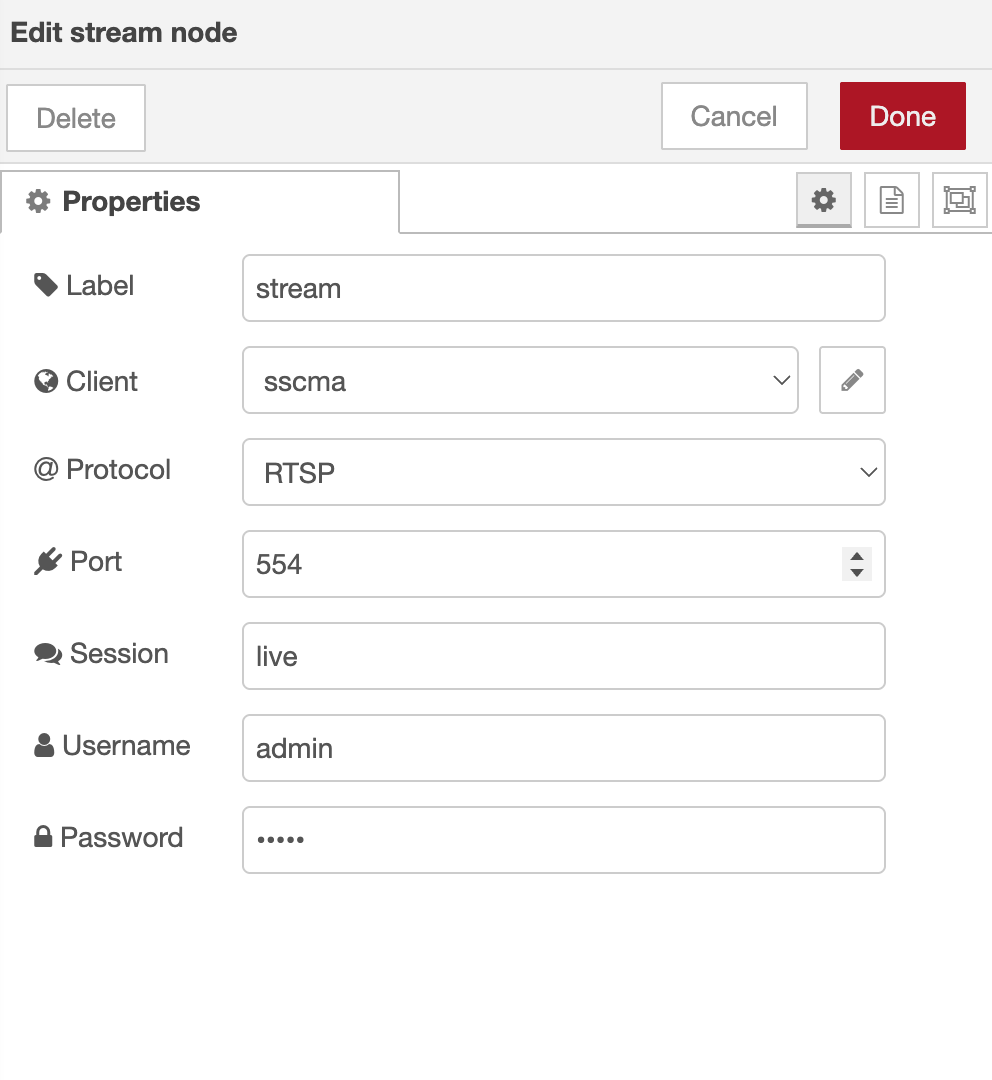 Edit stream node
Delete
Cancel
Done
Properties
Label
stream
Client
sscma
@ Protocol
RTSP
Port
554
Session
live
Username
admin
Password
•••••